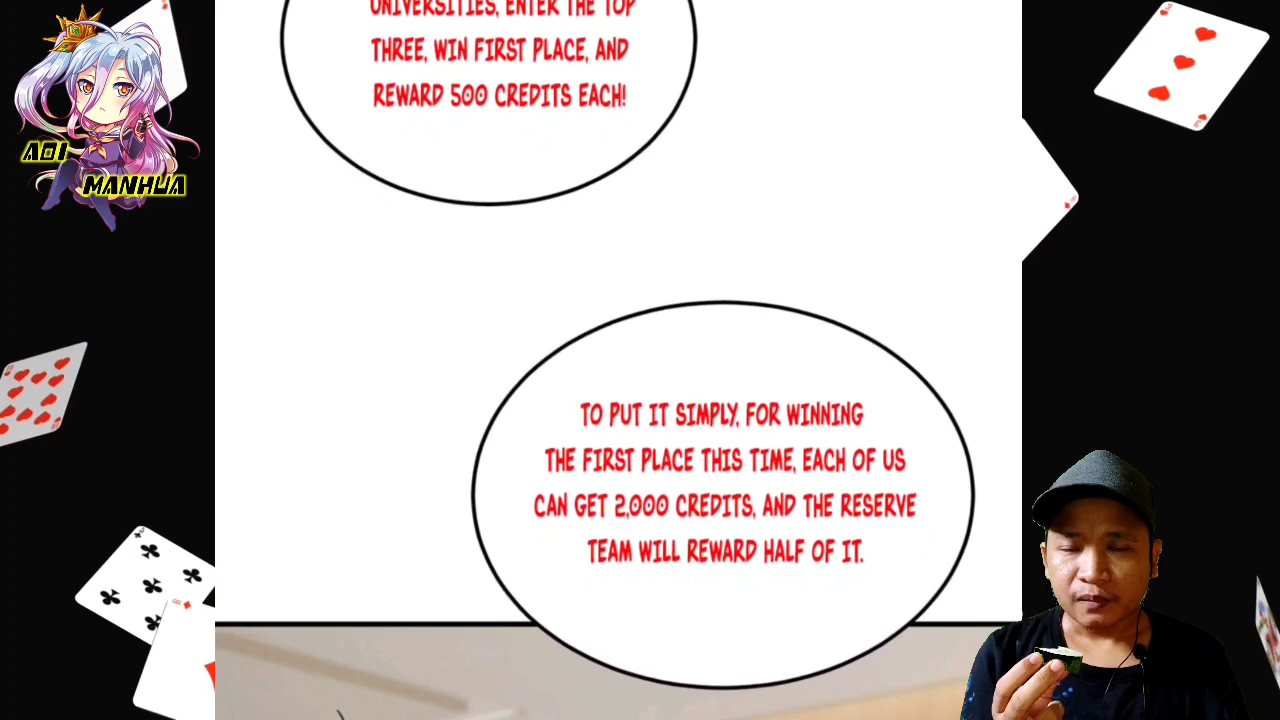 UNIVERSITIES, ENTER THE TOP
THREE, WIN FIRST PLACE, AND
REWARD 500 CREDITS EACH!
AOI
MANHUA
TO PUT IT SIMPLY, FOR WINNING
THE FIRST PLACE THIS TIME, EACH OF US
CAN GET 2,000 CREDITS, AND THE RESERVE
TEAM WILL REWARD HALF OF IT.